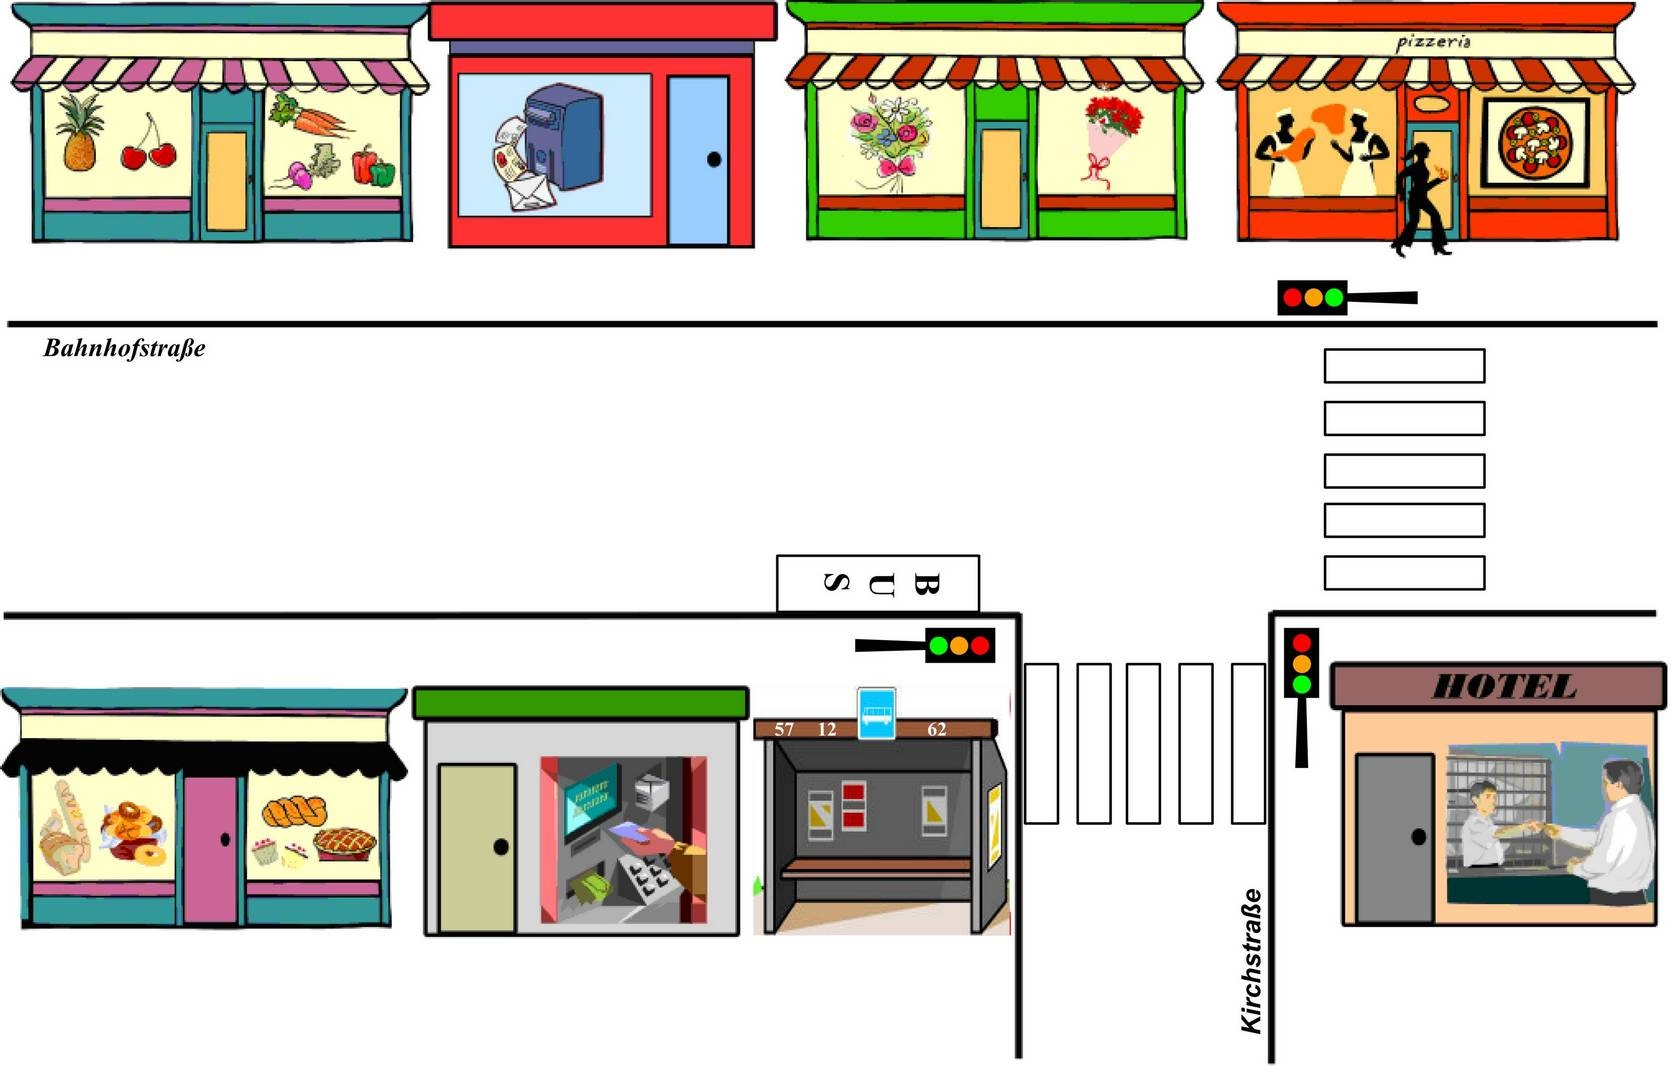 pizzeria
Bahnhofstraße
BUS
HOTEL
57 12 62
Kirchstraße